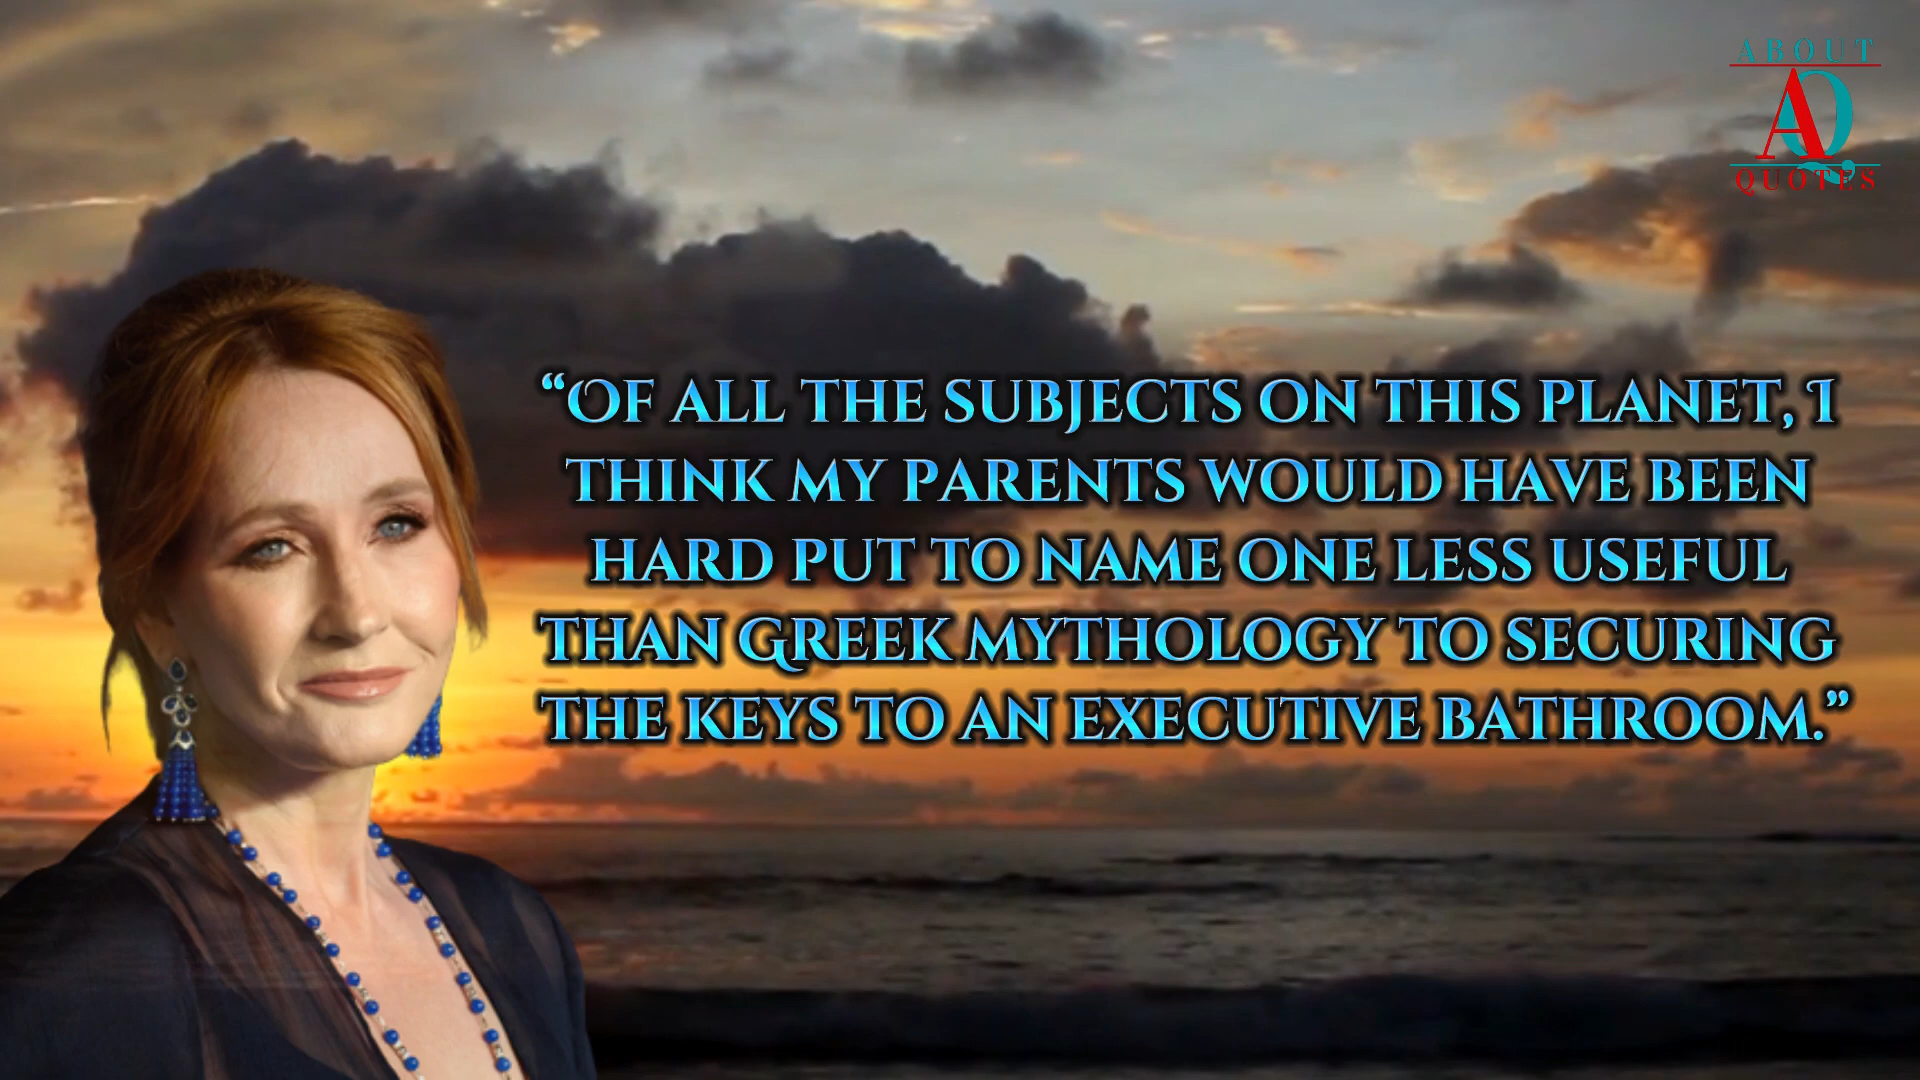 ABOUT
AQ
QUOTES
“OF ALL THE SUBJECTS ON THIS PLANET, I
THINK MY PARENTS WOULD HAVE BEEN
HARD PUT TO NAME ONE LESS USEFUL
THAN GREEK MYTHOLOGY TO SECURING
THE KEYS TO AN EXECUTIVE BATHROOM.”